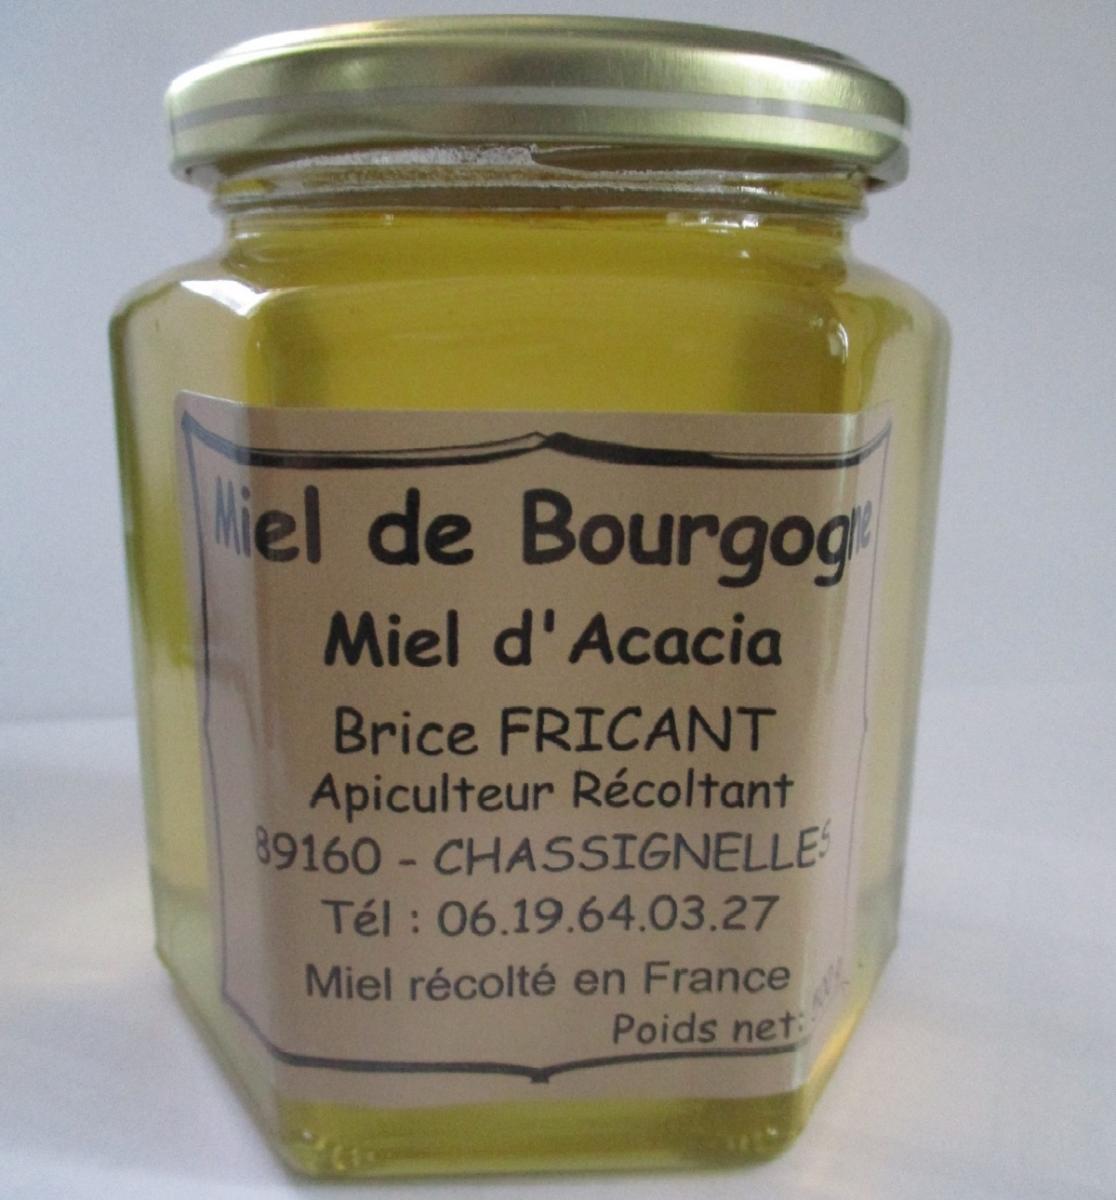 Miel de Bourgogne
Miel d'Acacia
Brice FRICANT
Apiculteur Récoltant
89160 - CHASSIGNELLES
Tél : 06.19.64.03.27
Miel récolté en France
Poids net: 500g